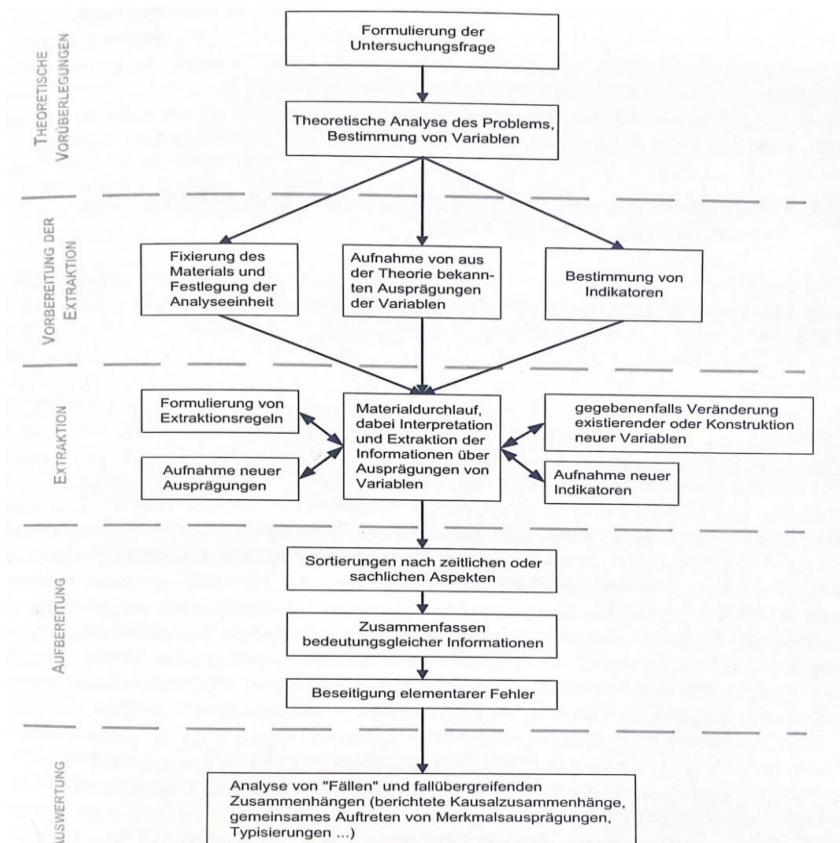 THEORETISCHE
VORÜBERLEGUNGEN
Formulierung der
Untersuchungsfrage
Theoretische Analyse des Problems,
Bestimmung von Variablen
VORBEREITUNG DER
EXTRAKTION
Fixierung des
Materials und
Festlegung der
Analyseeinheit
Aufnahme von aus
der Theorie bekann-
ten Ausprägungen
der Variablen
Bestimmung von
Indikatoren
EXTRAKTION
Formulierung von
Extraktionsregeln
Aufnahme neuer
Ausprägungen
Materialdurchlauf,
dabei Interpretation
und Extraktion der
Informationen über
Ausprägungen von
Variablen
gegebenenfalls Veränderung
existierender oder Konstruktion
neuer Variablen
Aufnahme neuer
Indikatoren
AUFBEREITUNG
Sortierungen nach zeitlichen oder
sachlichen Aspekten
Zusammenfassen
bedeutungsgleicher Informationen
Beseitigung elementarer Fehler
AUSWERTUNG
Analyse von "Fällen" und fallübergreifenden
Zusammenhängen (berichtete Kausalzusammenhänge,
gemeinsames Auftreten von Merkmalsausprägungen,
Typisierungen ...)